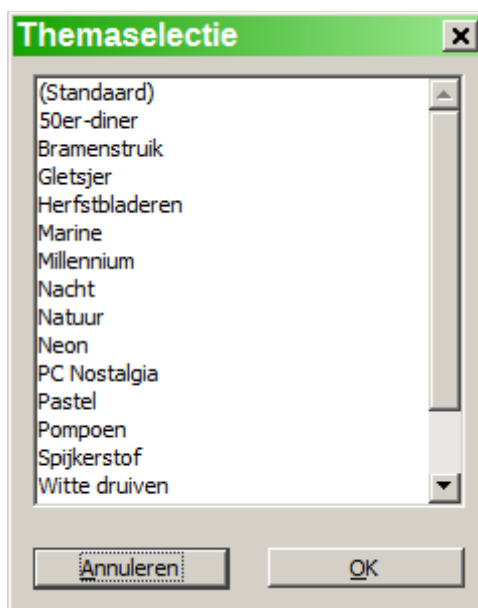 Themaselectie
(Standaard)
50er-diner
Bramenstruik
Gletsjer
Herfstbladeren
Marine
Millennium
Nacht
Natuur
Neon
PC Nostalgia
Pastel
Pompoen
Spijkerstof
Witte druiven
Annuleren OK